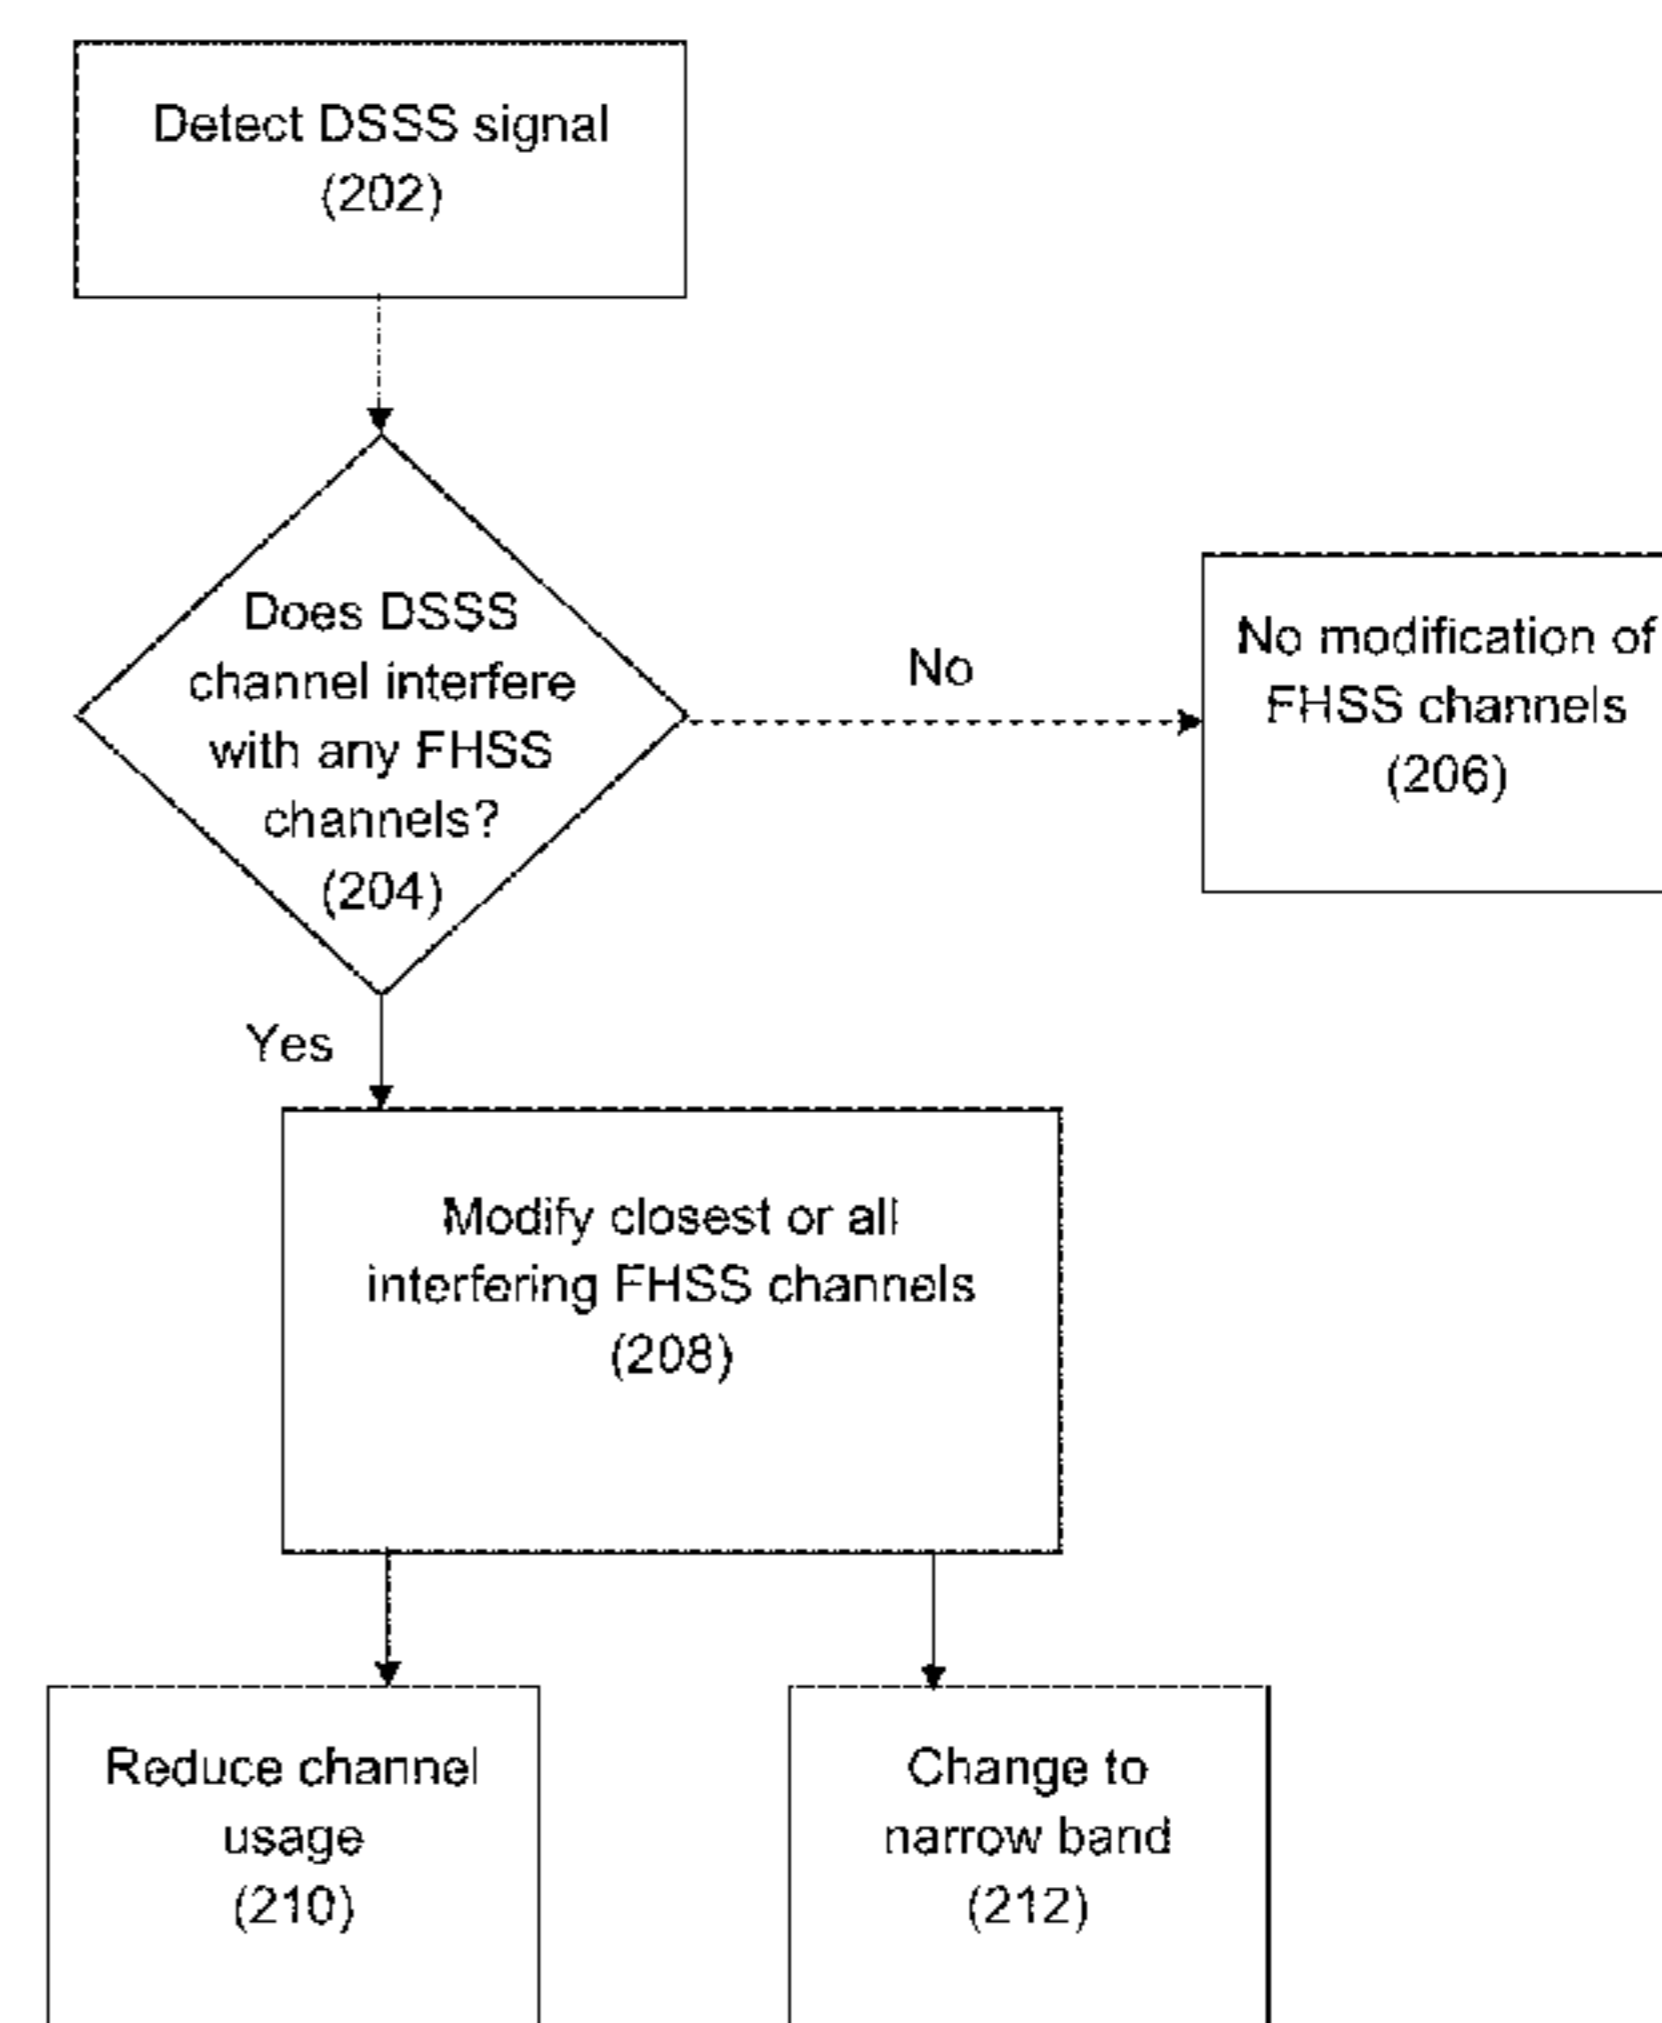 Detect DSSS signal
(202)
Does DSSS
channel interfere
with any FHSS
channels?
(204)
No
No modification of
FHSS channels
(206)
Yes
Modify closest or all
interfering FHSS channels
(208)
Reduce channel
usage
(210)
Change to
narrow band
(212)